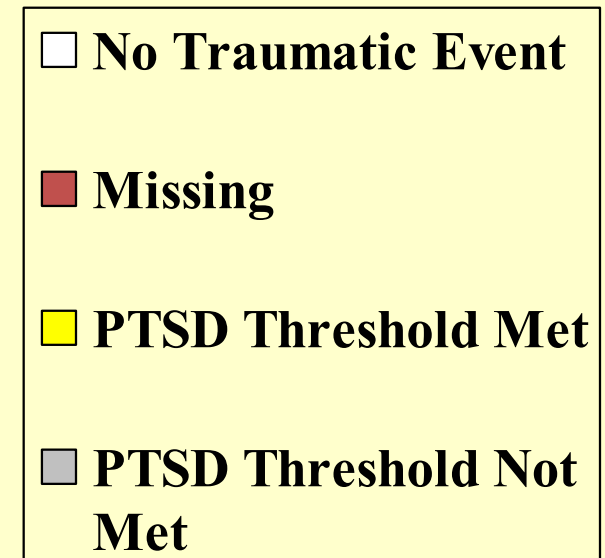 No Traumatic Event
Missing
PTSD Threshold Met
PTSD Threshold Not
Met